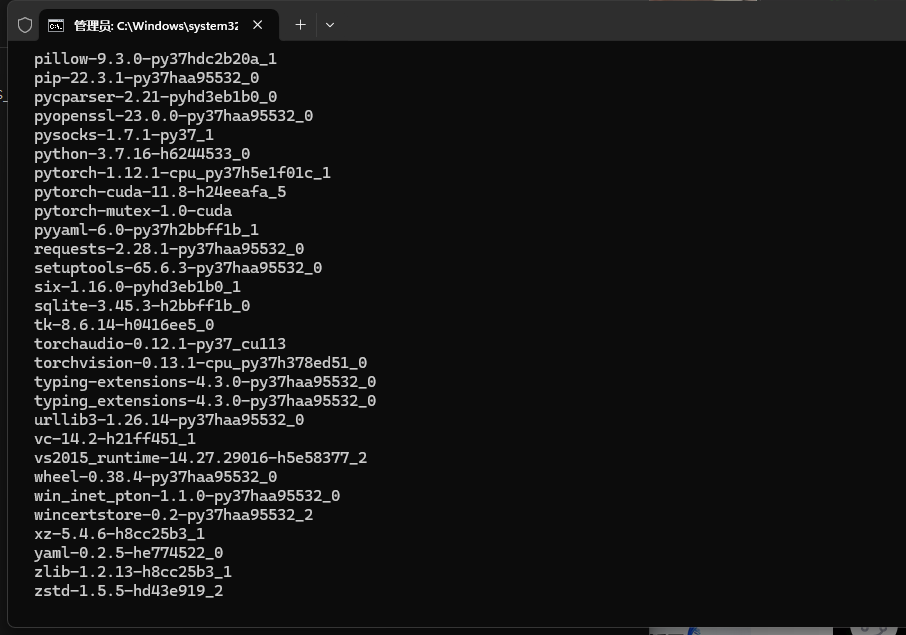 管理员: C:\Windows\system32
pillow-9.3.0-py37hdc2b20a_1
pip-22.3.1-py37haa95532_0
pycparser-2.21-pyhd3eb1b0_0
pyopenssl-23.0.0-py37haa95532_0
pysocks-1.7.1-py37_1
python-3.7.16-h6244533_0
pytorch-1.12.1-cpu_py37h5e1f01c_1
pytorch-cuda-11.8-h24eeafa_5
pytorch-mutex-1.0-cuda
pyyaml-6.0-py37h2bbff1b_1
requests-2.28.1-py37haa95532_0
setuptools-65.6.3-py37haa95532_0
six-1.16.0-pyhd3eb1b0_1
sqlite-3.45.3-h2bbff1b_0
tk-8.6.14-h0416ee5_0
torchaudio-0.12.1-py37_cu113
torchvision-0.13.1-cpu_py37h378ed51_0
typing-extensions-4.3.0-py37haa95532_0
typing_extensions-4.3.0-py37haa95532_0
urllib3-1.26.14-py37haa95532_0
vc-14.2-h21ff451_1
vs2015_runtime-14.27.29016-h5e58377_2
wheel-0.38.4-py37haa95532_0
win_inet_pton-1.1.0-py37haa95532_0
wincertstore-0.2-py37haa95532_2
xz-5.4.6-h8cc25b3_1
yaml-0.2.5-he774522_0
zlib-1.2.13-h8cc25b3_1
zstd-1.5.5-hd43e919_2